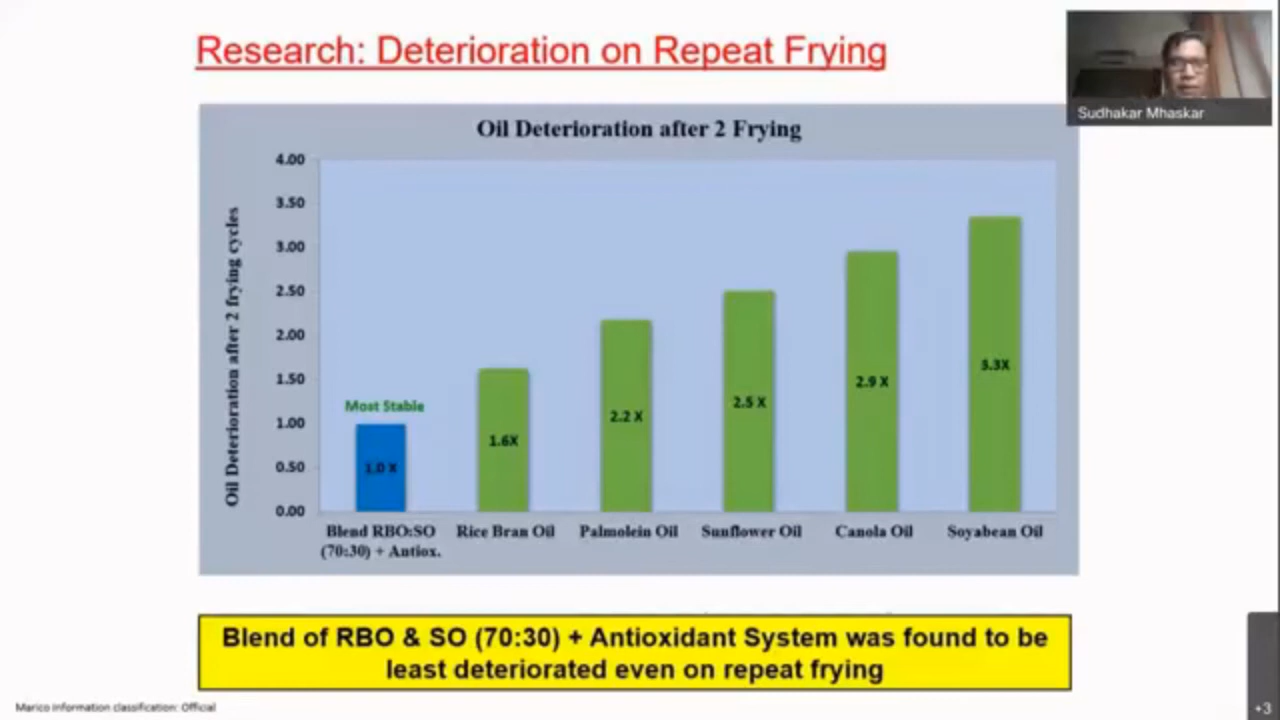 Research: Deterioration on Repeat Frying
Sudhakar Mhaskar
Oil Deterioration after 2 Frying
Oil Deterioration after 2 frying cycles
4.00
3.50
3.00
2.50
2.00
1.50
1.00
0.50
0.00
Most Stable
1.0 X
1.6X
2.2 X
2.5 X
2.9 X
3.3X
Blend RBO:SO
(70:30) + Antiox.
Rice Bran Oil
Palmolein Oil
Sunflower Oil
Canola Oil
Soyabean Oil
Blend of RBO & SO (70:30) + Antioxidant System was found to be
least deteriorated even on repeat frying
Marico Information classification: Official
+3